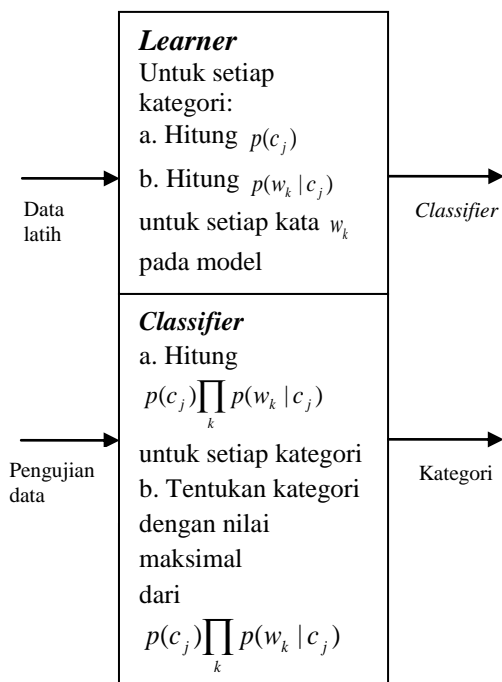 Learner
Untuk setiap
kategori:
a. Hitung p(c_j)
b. Hitung p(w_k | c_j)
untuk setiap kata w_k
pada model
Data
latih
Classifier
Classifier
a. Hitung
p(c_j)∏_k p(w_k | c_j)
untuk setiap kategori
b. Tentukan kategori
dengan nilai
maksimal
dari
p(c_j)∏_k p(w_k | c_j)
Pengujian
data
Kategori